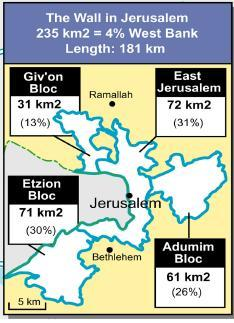 The Wall in Jerusalem
235 km2 = 4% West Bank
Length: 181 km
Giv'on
Bloc
31 km2
(13%)
Ramallah
East
Jerusalem
72 km2
(31%)
Etzion
Bloc
71 km2
(30%)
Jerusalem
Bethlehem
Adumim
Bloc
61 km2
(26%)
5 km